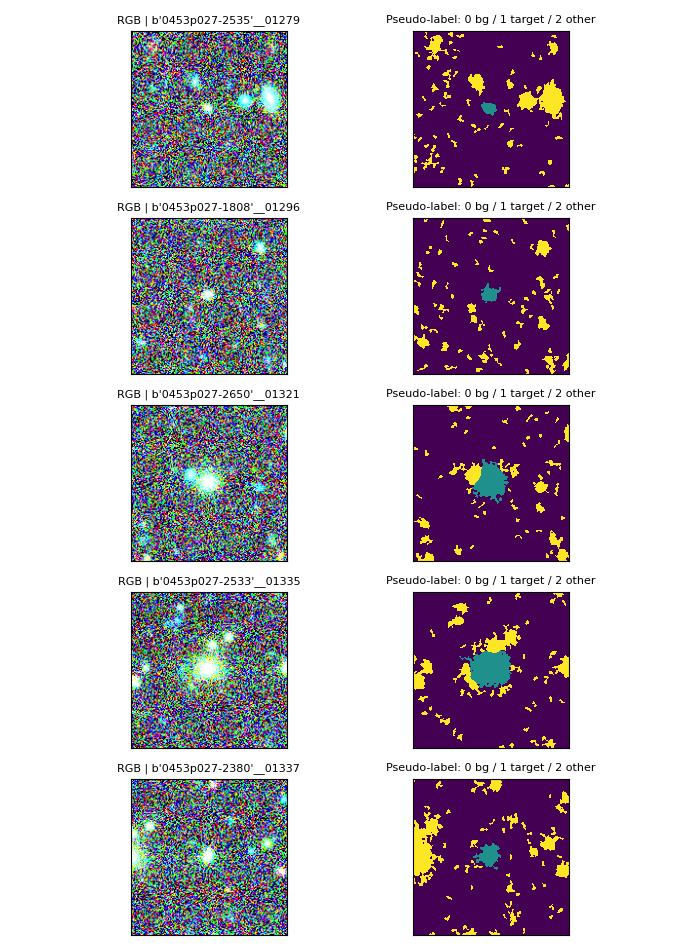 RGB | b'0453p027-2535'__01279
Pseudo-label: 0 bg / 1 target / 2 other
RGB | b'0453p027-1808'__01296
Pseudo-label: 0 bg / 1 target / 2 other
RGB | b'0453p027-2650'__01321
Pseudo-label: 0 bg / 1 target / 2 other
RGB | b'0453p027-2533'__01335
Pseudo-label: 0 bg / 1 target / 2 other
RGB | b'0453p027-2380'__01337
Pseudo-label: 0 bg / 1 target / 2 other